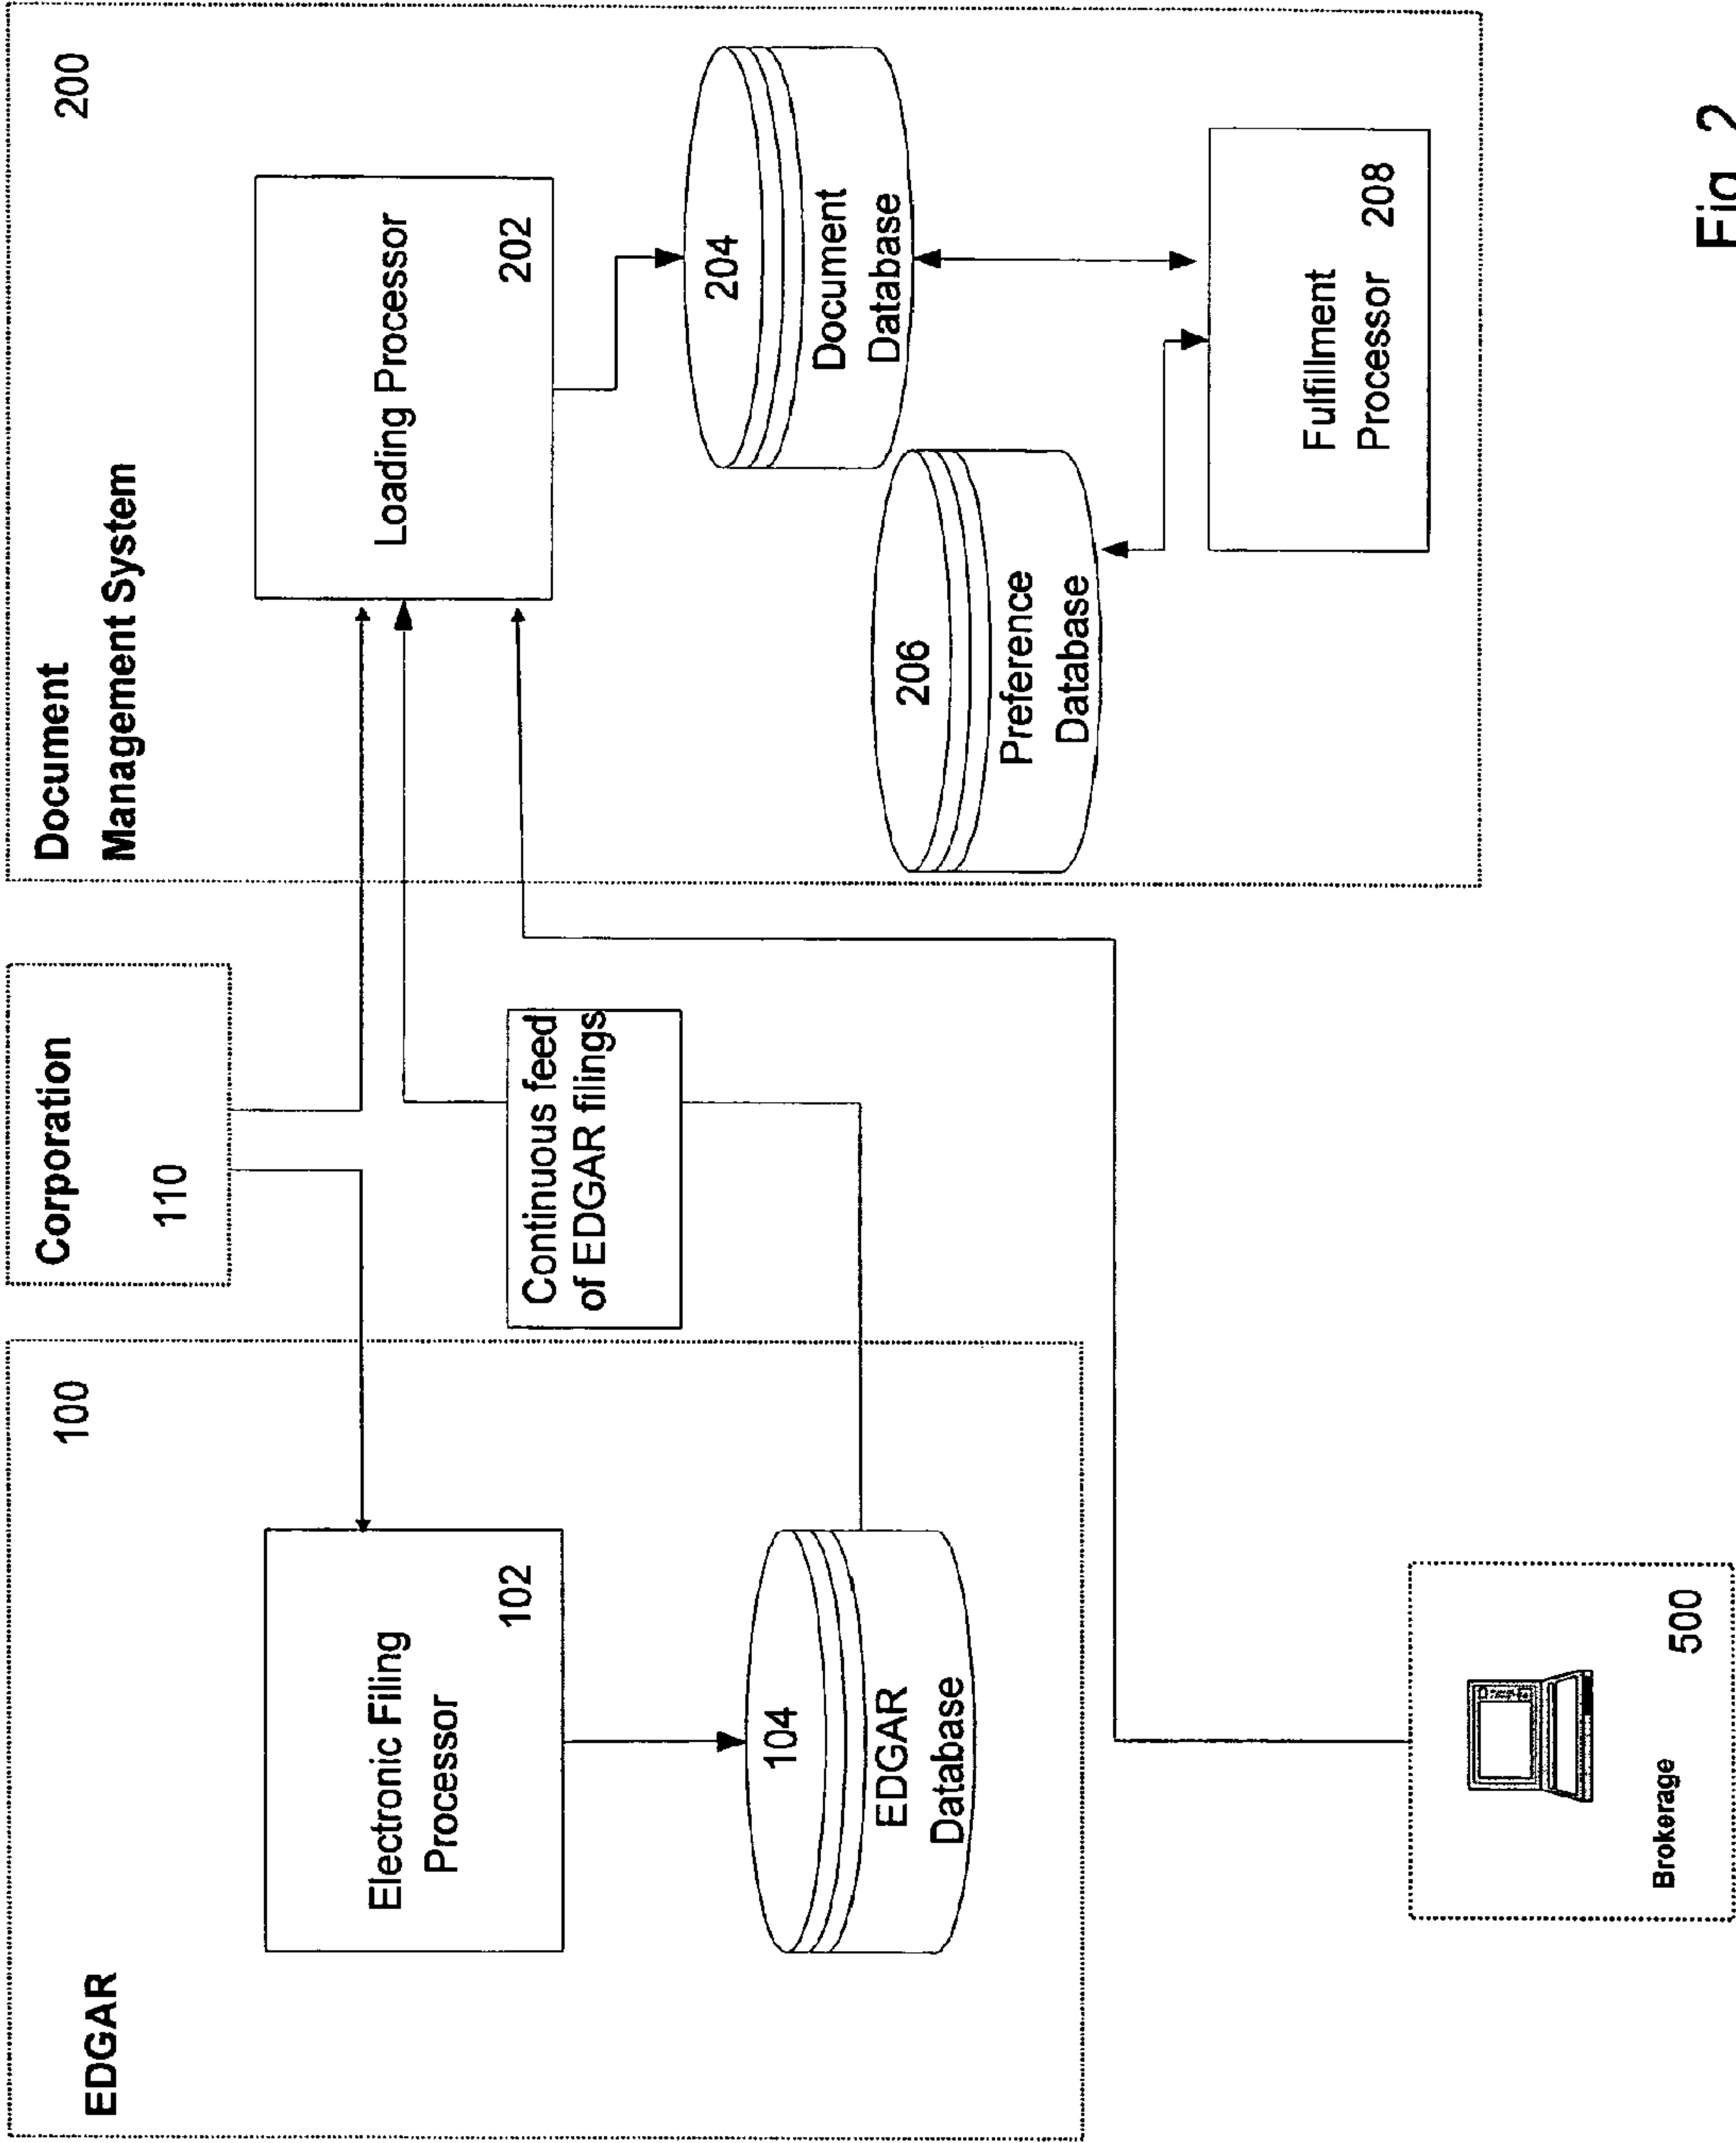 EDGAR
100
Electronic Filing
Processor
102
104
EDGAR
Database
Corporation
110
Continuous feed
of EDGAR filings
Document
Management System
200
Loading Processor
202
204
Document
Database
206
Preference
Database
Fulfillment
Processor 208
Brokerage
500
Fig. 2